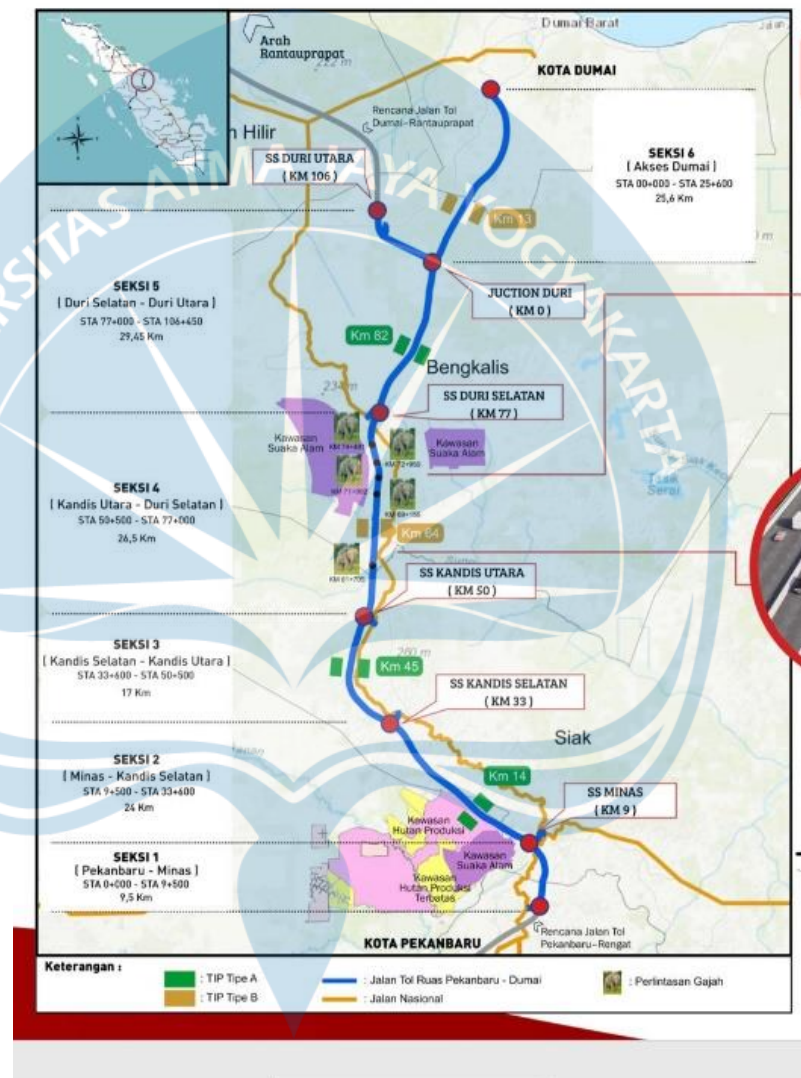 Dumai Barat
Arah
Rantauprapat
KOTA DUMAI
Rencana Jalan Tol
Dumai-Rantauprapat
n Hilir
SS DURI UTARA
( KM 106 )
SEKSI 6
( Akses Dumai )
STA 00+000 - STA 25+600
25,6 Km
Km 13
SEKSI 5
( Duri Selatan - Duri Utara )
STA 77+000 - STA 106+450
29,45 Km
JUCTION DURI
( KM 0 )
Km 82
Bengkalis
234 m
SS DURI SELATAN
( KM 77 )
Kawasan
Suaka Alam
Kawasan
Suaka Alam
SEKSI 4
( Kandis Utara - Duri Selatan )
STA 50+500 - STA 77+000
26,5 Km
Km 64
SS KANDIS UTARA
( KM 50 )
SEKSI 3
( Kandis Selatan - Kandis Utara )
STA 33+600 - STA 50+500
17 Km
260 m
Km 45
SS KANDIS SELATAN
( KM 33 )
Siak
SEKSI 2
( Minas - Kandis Selatan )
STA 9+500 - STA 33+600
24 Km
Km 14
SS MINAS
( KM 9 )
Kawasan
Hutan Produksi
Kawasan
Suaka Alam
Kawasan
Hutan Produksi
Terbatas
SEKSI 1
( Pekanbaru - Minas )
STA 0+000 - STA 9+500
9,5 Km
KOTA PEKANBARU
Rencana Jalan Tol
Pekanbaru-Rengat
Keterangan :
: TIP Tipe A
: Jalan Tol Ruas Pekanbaru - Dumai
: Perlintasan Gajah
: TIP Tipe B
: Jalan Nasional
ATMA JAYA YOGYAKARTA